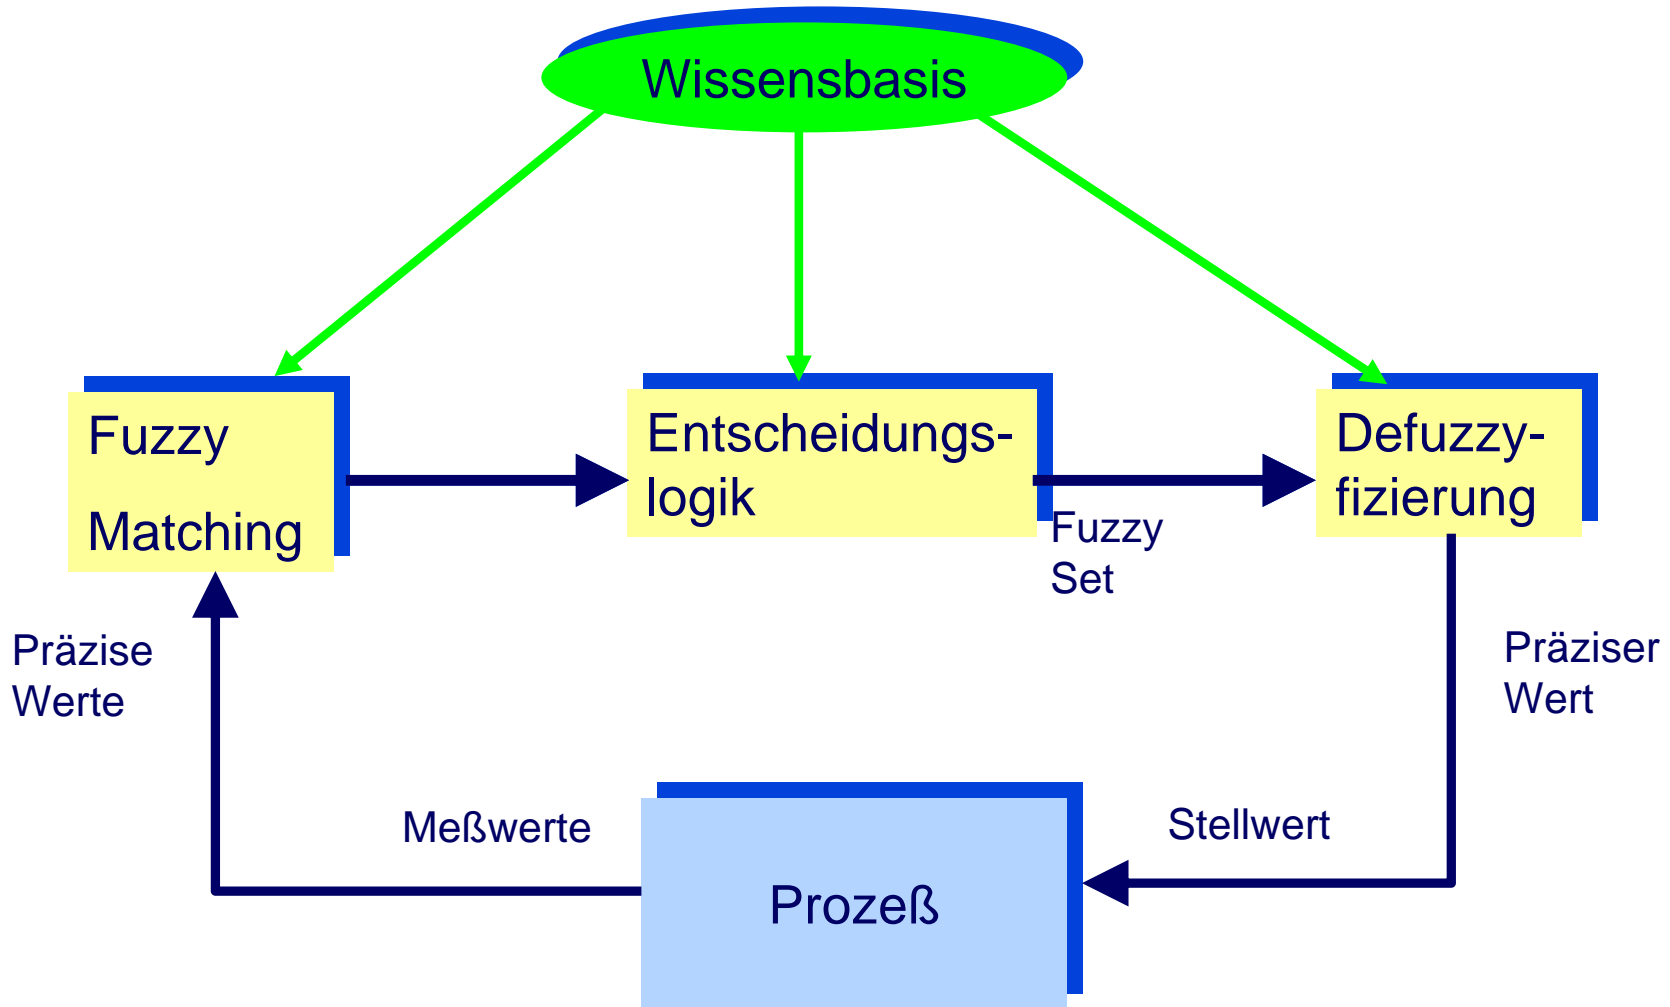 Wissensbasis
Fuzzy
Matching
Entscheidungs-
logik
Defuzzy-
fizierung
Fuzzy
Set
Präzise
Werte
Präziser
Wert
Meßwerte
Stellwert
Prozeß